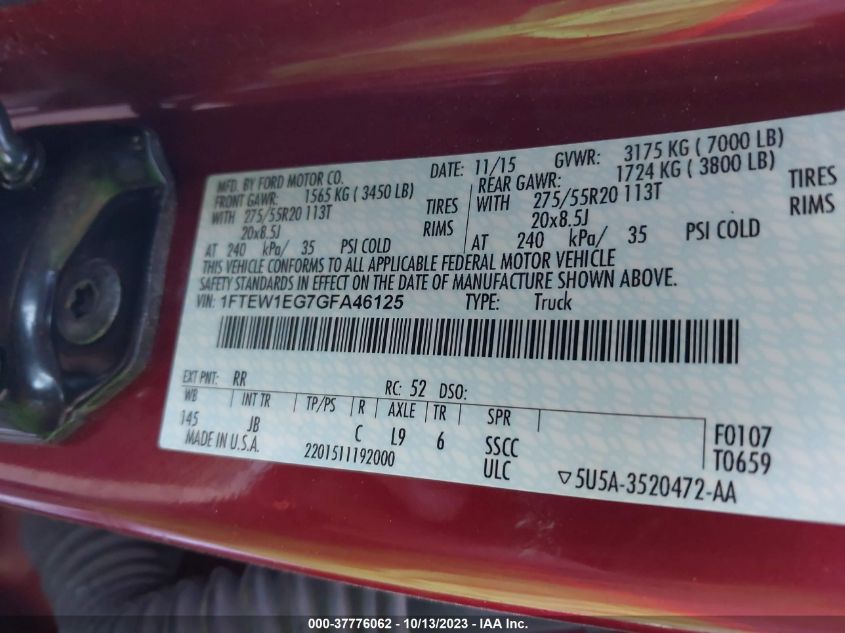 MFD. BY FORD MOTOR CO.
DATE: 11/15 GVWR: 3175 KG ( 7000 LB)
FRONT GAWR: 1565 KG ( 3450 LB)
REAR GAWR: 1724 KG ( 3800 LB)
WITH 275/55R20 113T TIRES
WITH 275/55R20 113T TIRES
20x8.5J RIMS
20x8.5J RIMS
AT 240 kPa/ 35 PSI COLD
AT 240 kPa/ 35 PSI COLD
THIS VEHICLE CONFORMS TO ALL APPLICABLE FEDERAL MOTOR VEHICLE
SAFETY STANDARDS IN EFFECT ON THE DATE OF MANUFACTURE SHOWN ABOVE.
VIN: 1FTEW1EG7GFA46125 TYPE: Truck
EXT PNT: RR RC: 52 DSO:
WB INT TR TP/PS R AXLE TR SPR
145 JB C L9 6 SSCC
F0107
T0659
MADE IN U.S.A. 2201511192000 ULC
▽5U5A-3520472-AA
000-37776062 - 10/13/2023 - IAA Inc.